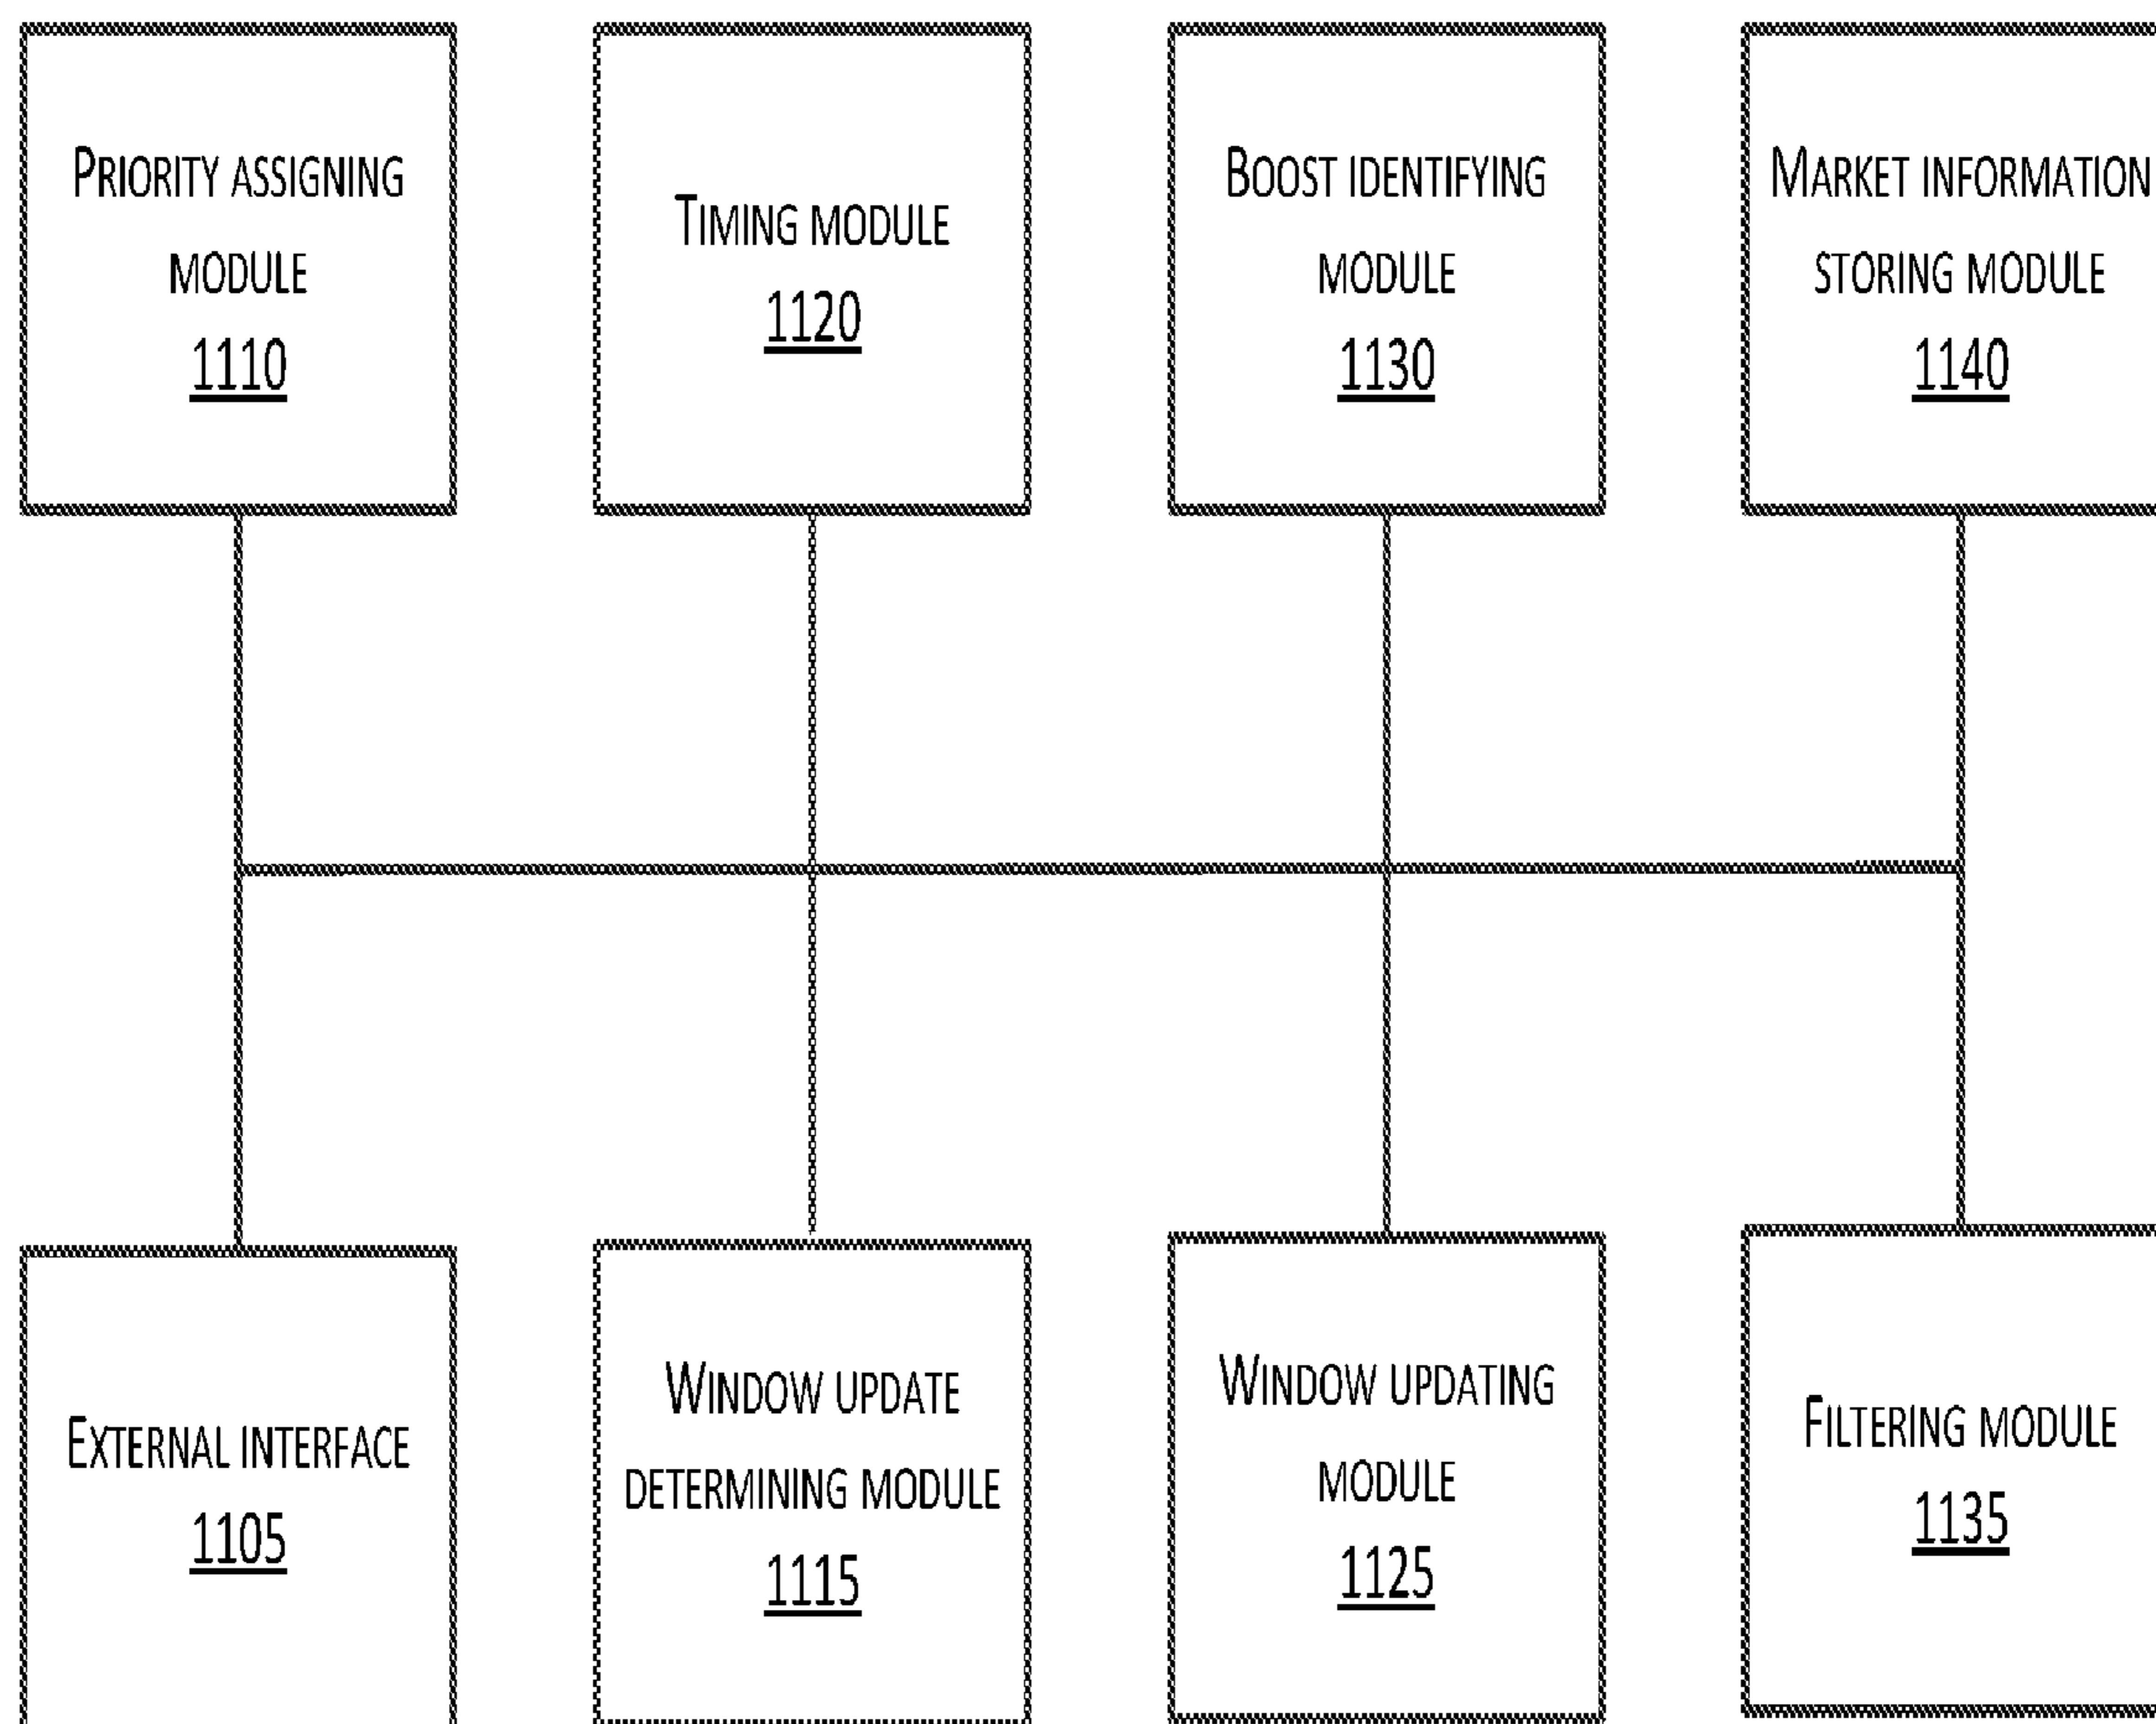 Priority assigning
module
1110
Timing module
1120
Boost identifying
module
1130
Market information
storing module
1140
External interface
1105
Window update
determining module
1115
Window updating
module
1125
Filtering module
1135